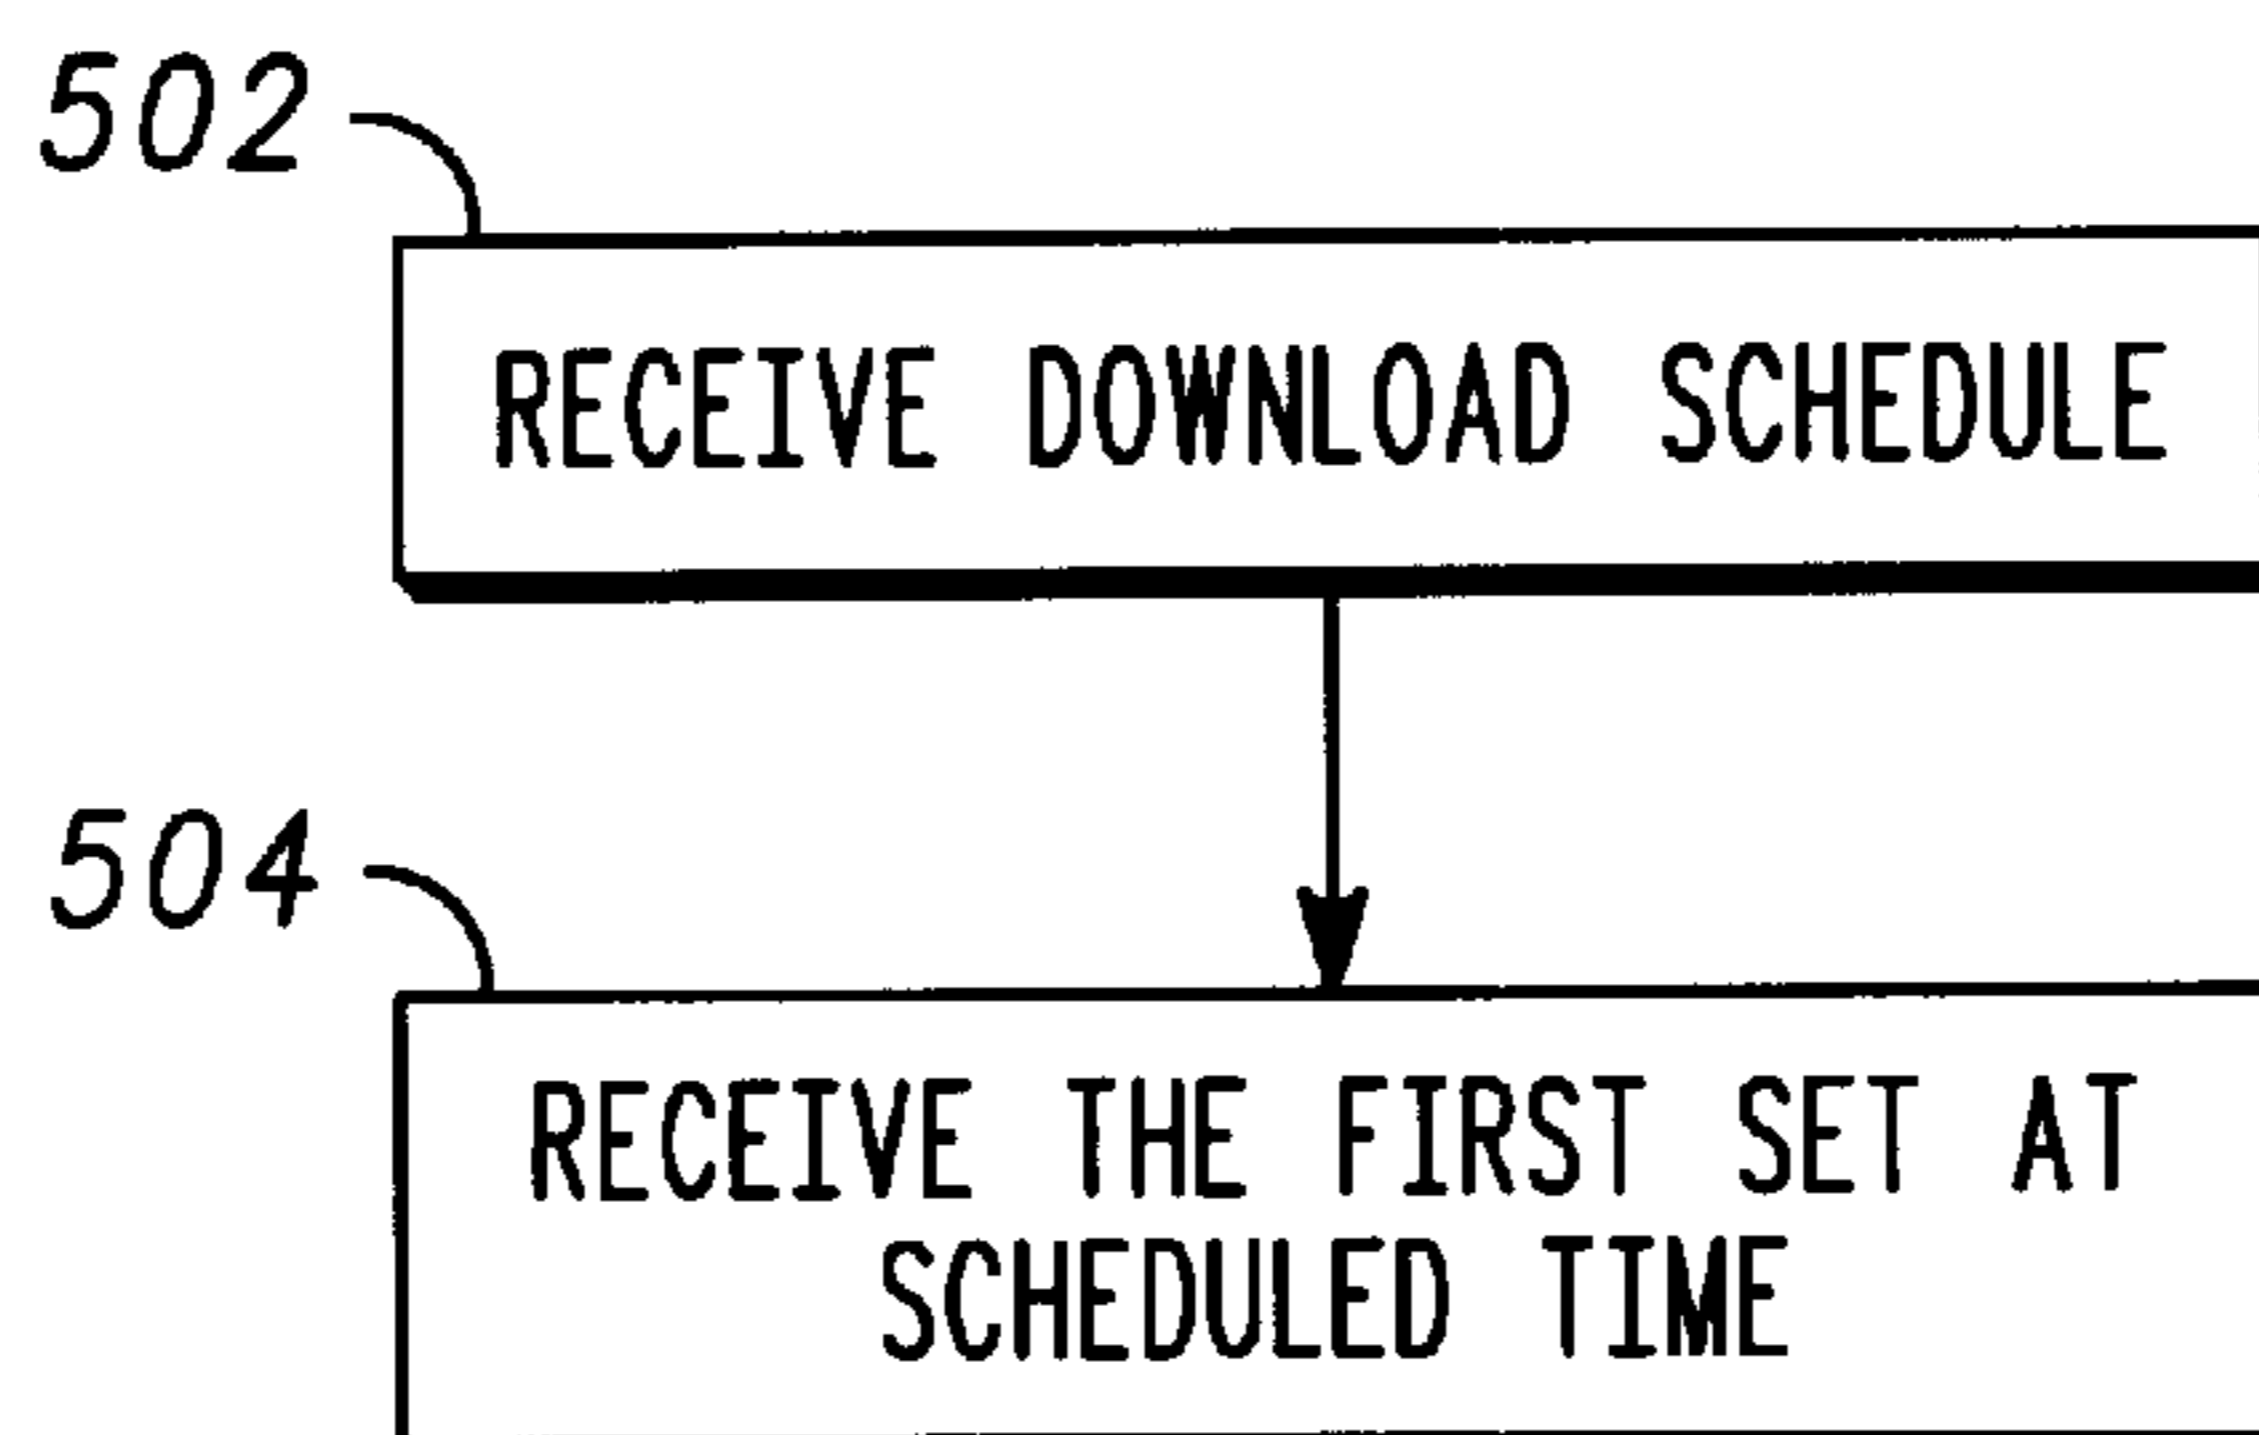 502
RECEIVE DOWNLOAD SCHEDULE
504
RECEIVE THE FIRST SET AT
SCHEDULED TIME